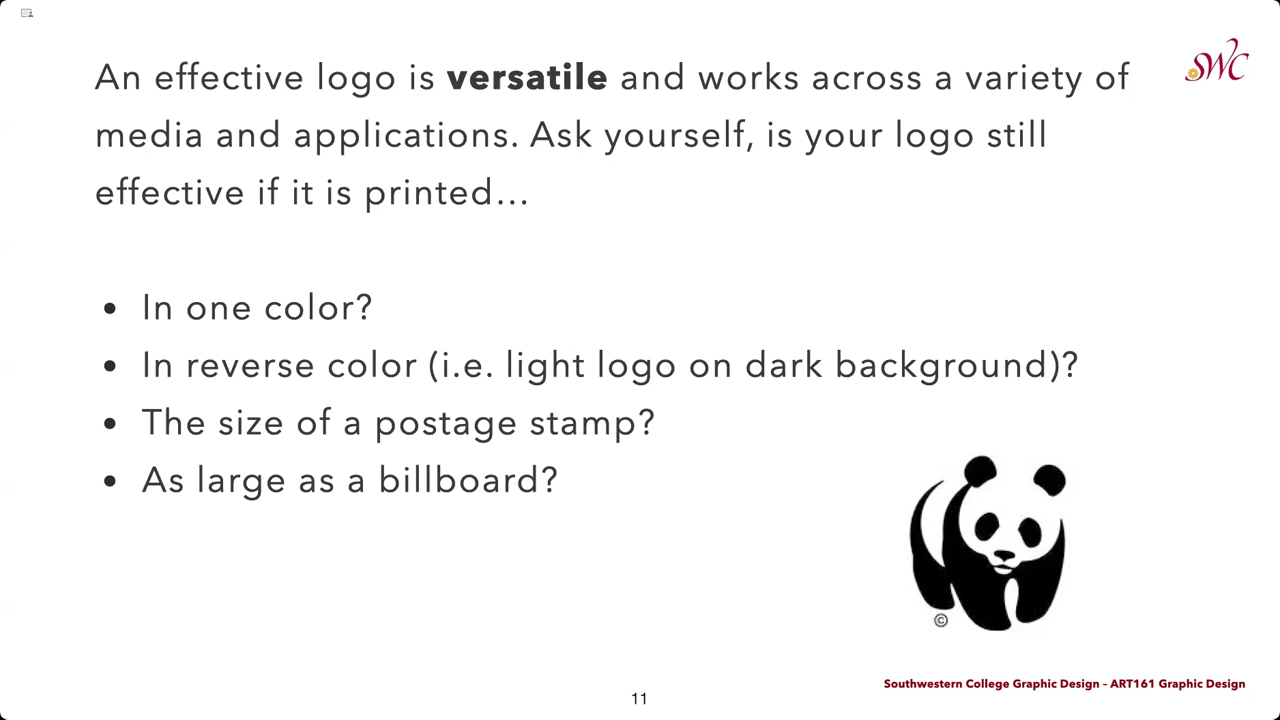 SWC
An effective logo is versatile and works across a variety of
media and applications. Ask yourself, is your logo still
effective if it is printed…
• In one color?
• In reverse color (i.e. light logo on dark background)?
• The size of a postage stamp?
• As large as a billboard?
©
Southwestern College Graphic Design – ART161 Graphic Design
11